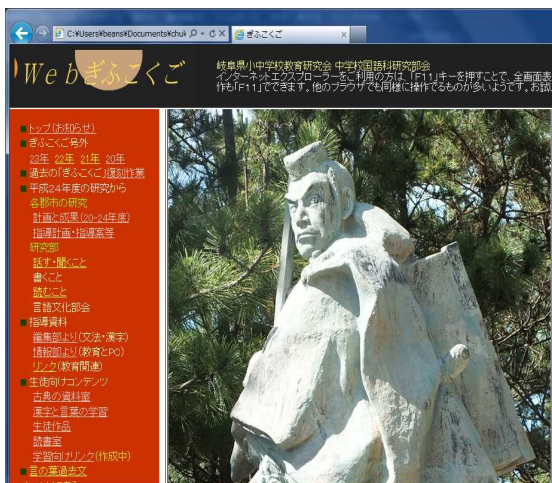 C:¥Users¥beans¥Documents¥chuk
ぎふこくご
Webぎふこくご
岐阜県小中学校教育研究会 中学校国語科研究部会
インターネットエクスプローラーをご利用の方は、「F11」キーを押すことで、全画面表
作も「F11」でできます。他のブラウザでも同様に操作でるものが多いようです。お試
■トップ(お知らせ)
■ぎふこくご号外
23年 22年 21年 20年
■過去の「ぎふこくご」復刻作業
■平成24年度の研究から
各郡市の研究
計画と成果(20-24年度)
指導計画・指導案等
研究部
話す・聞くこと
書くこと
読むこと
言語文化部会
■指導資料
編集部より(文法・漢字)
情報部より(教育とPC)
リンク(教育関連)
■生徒向けコンテンツ
古典の資料室
漢字と言葉の学習
生徒作品
読書室
学習向けリンク(作成中)
■言の葉過去文